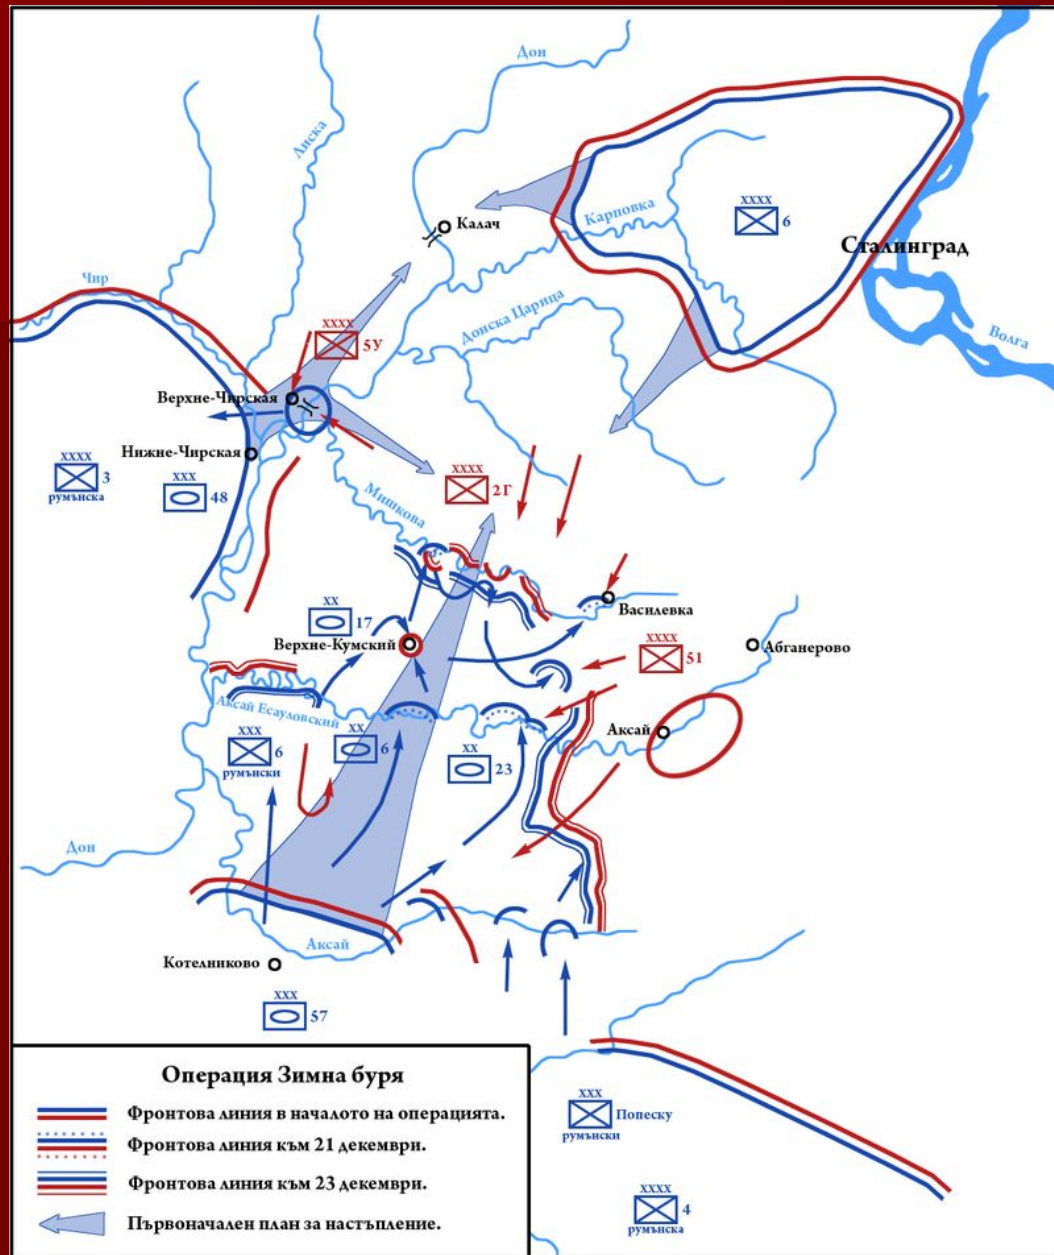 Дон
Лиска
XXXX
6
Калач
Карповка
Сталинград
Чир
Донска Царица
Волга
XXXX
5У
Верхне-Чирская
Нижне-Чирская
XXXX
3
румънска
XXX
48
XXXX
2Г
Мишкова
Василевка
XX
17
Верхне-Кумский
XXXX
51
Абганерово
Аксай Есауловский
Аксай
XXX
6
румънски
XX
6
XX
23
Дон
Аксай
Котелниково
XXX
57
Операция Зимна буря
Фронтова линия в началото на операцията.
Фронтова линия към 21 декември.
Фронтова линия към 23 декември.
Първоначален план за настъпление.
XXX
Попеску
румънски
XXXX
4
румънска